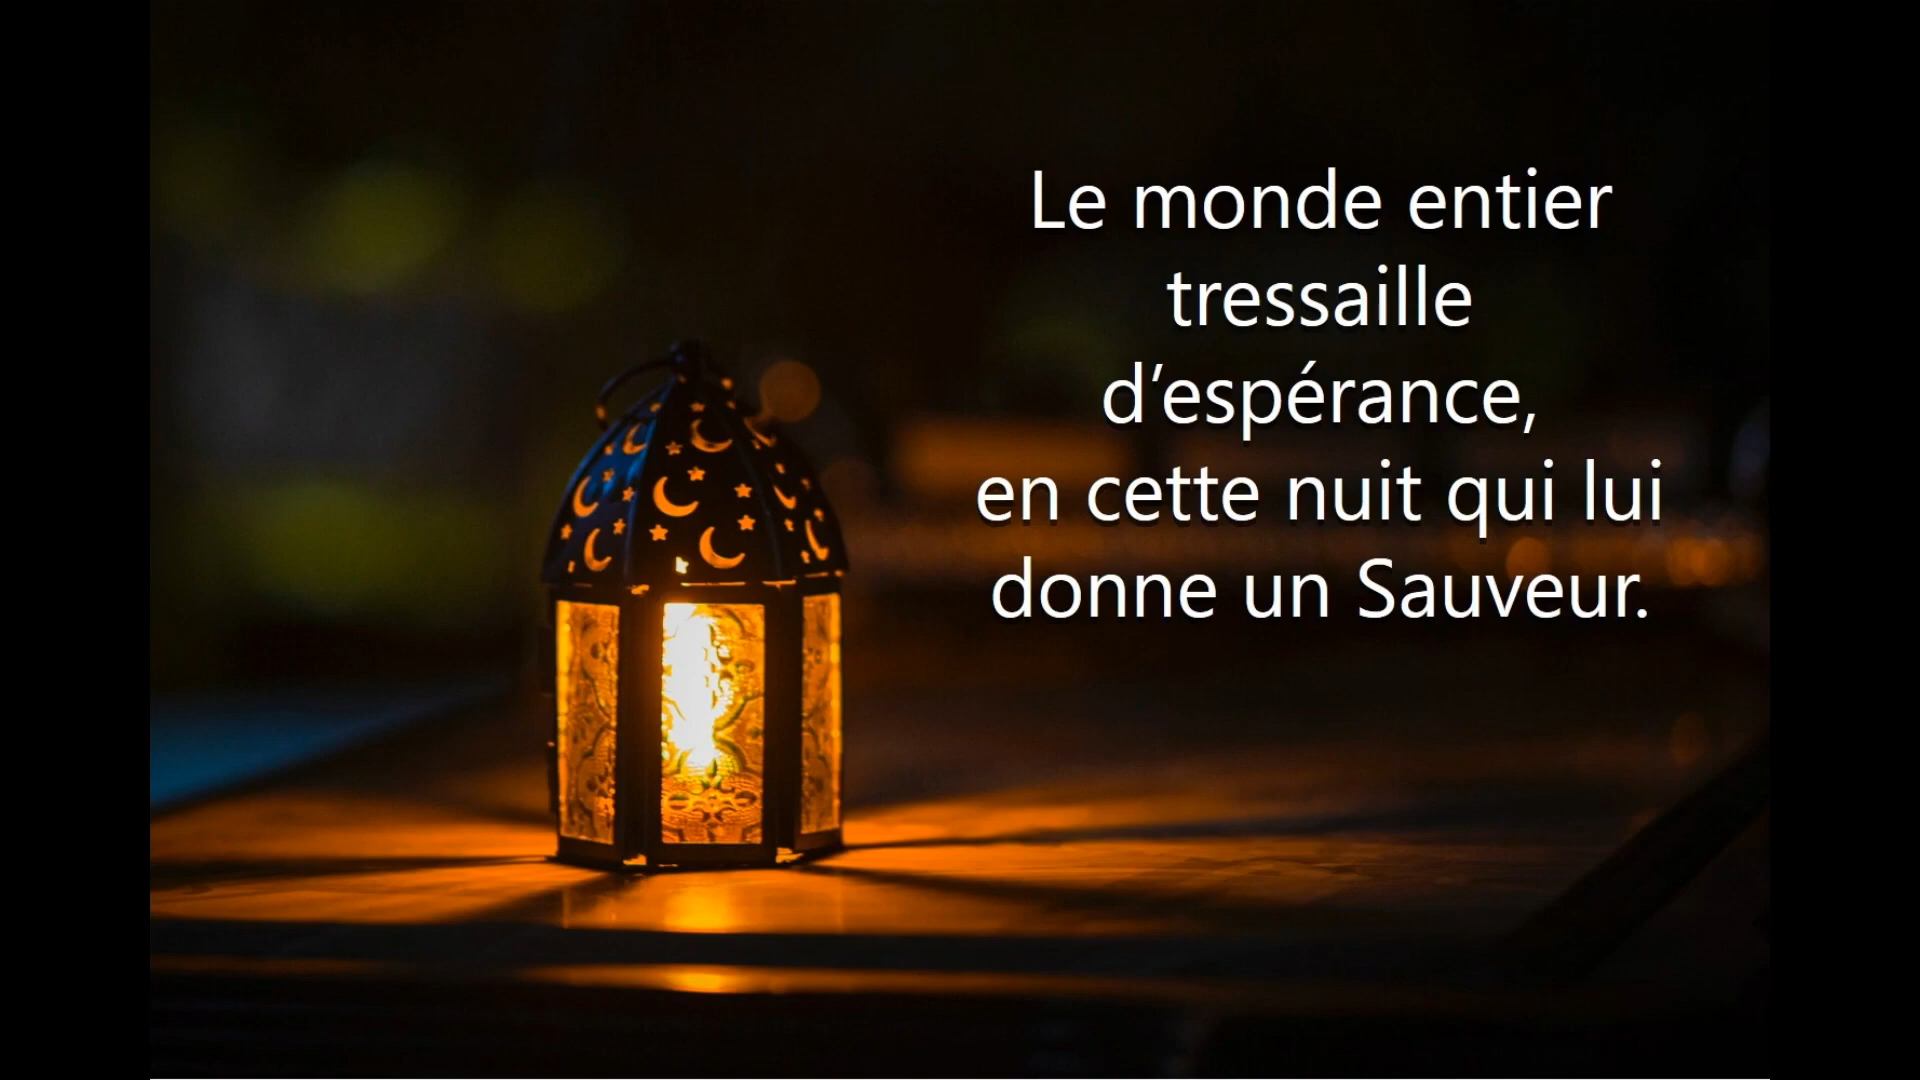 Le monde entier
tressaille
d’espérance,
en cette nuit qui lui
donne un Sauveur.